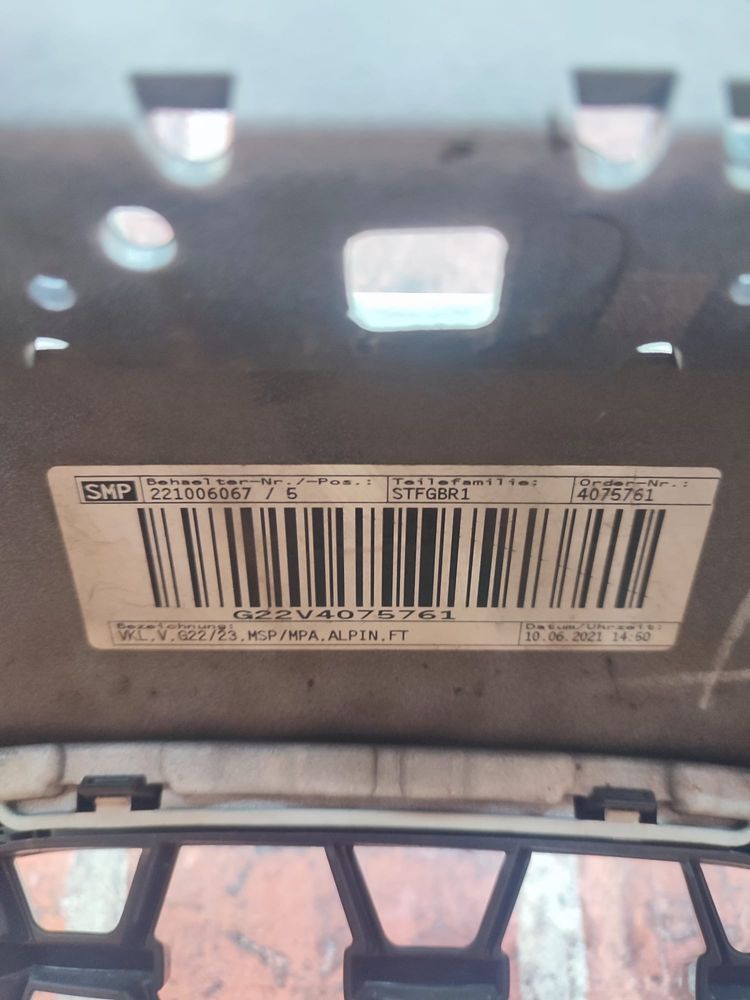 SMP
Behaelter-Nr./-Pos.: Teilefamilie: Order-Nr.:
221006067 / 5 STFGBR1 4075761
G22V4075761
Bezeichnung: Datum/Uhrzeit:
VKL,V,G22/23,MSP/MPA,ALPIN,FT 10.06.2021 14:50